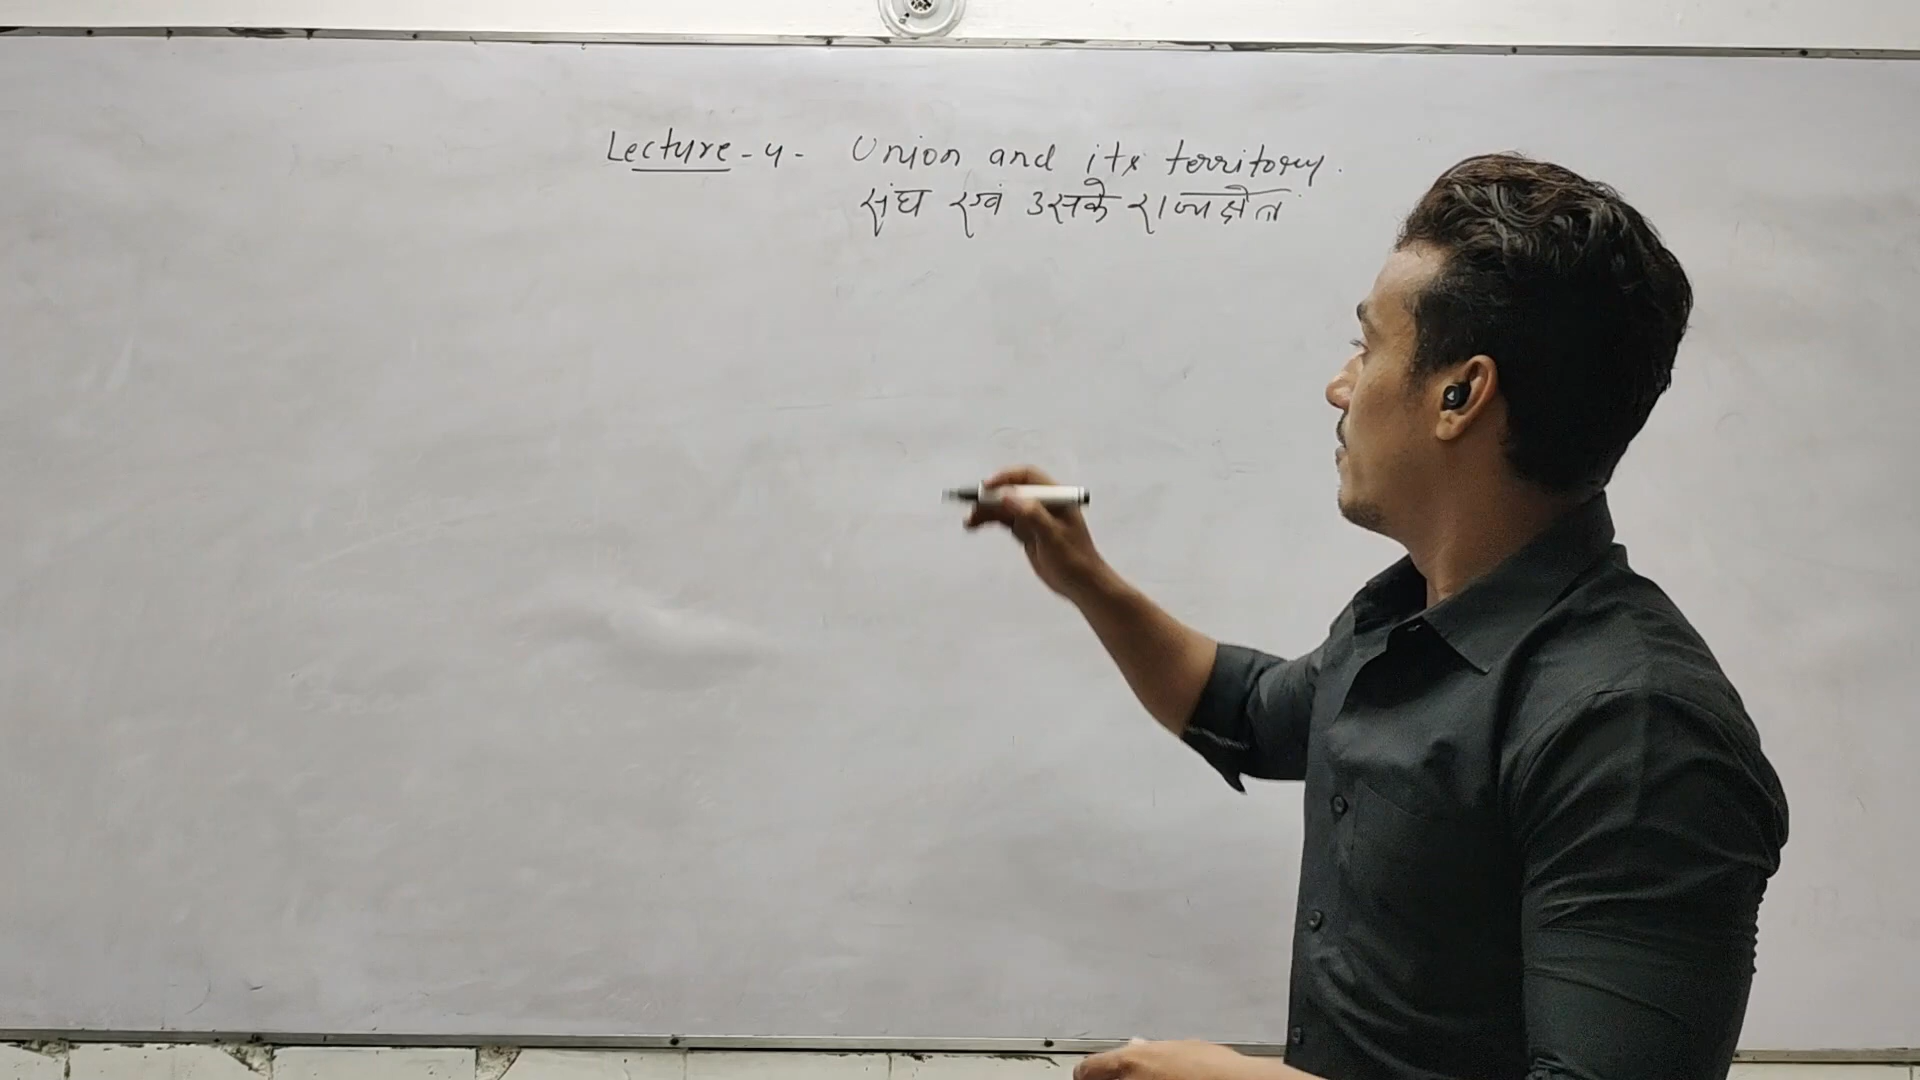 Lecture-4- Union and its territory.
संघ एवं उसके राज्यक्षेत्र